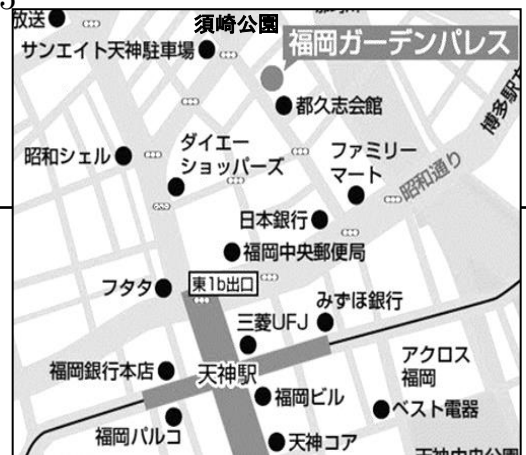 放送
須崎公園
サンエイト天神駐車場
福岡ガーデンパレス
都久志会館
博多駅
昭和シェル
ダイエー
ショッパーズ
ファミリー
マート
昭和通り
日本銀行
福岡中央郵便局
フタタ
東1b出口
みずほ銀行
三菱UFJ
福岡銀行本店
天神駅
アクロス
福岡
福岡ビル
ベスト電器
福岡パルコ
天神コア
天神中央公園